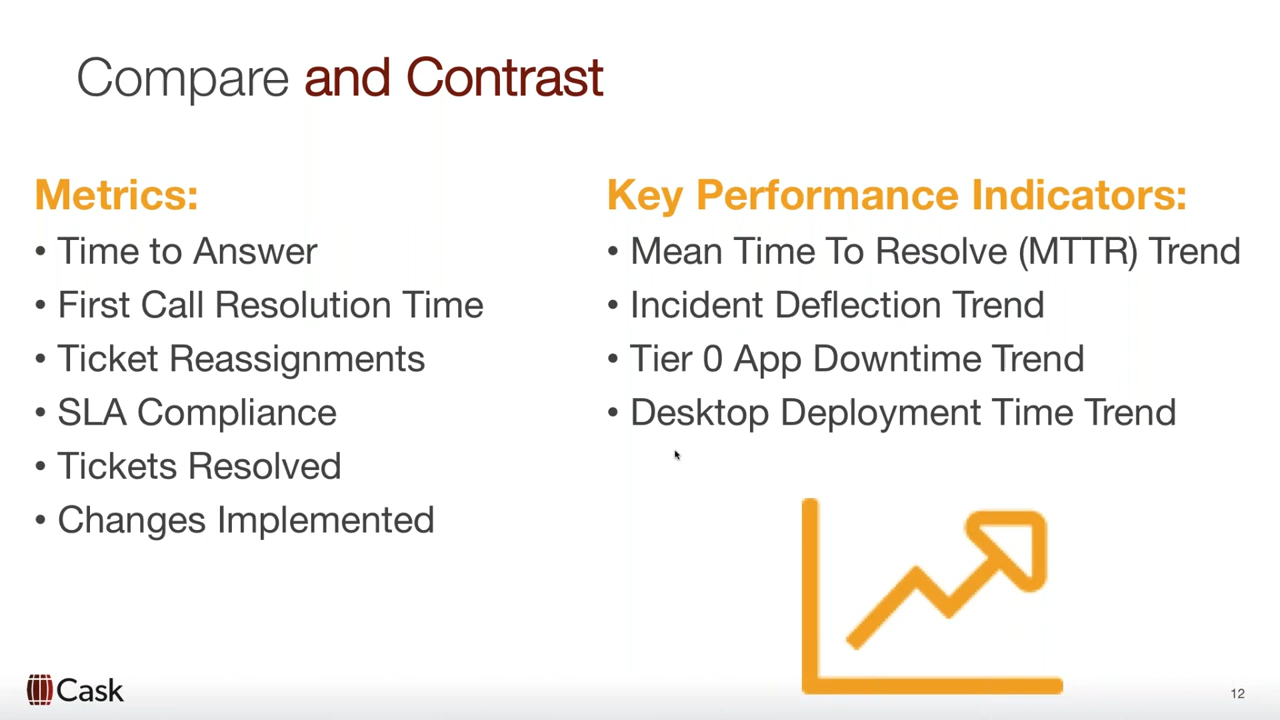 Compare and Contrast
Metrics:
• Time to Answer
• First Call Resolution Time
• Ticket Reassignments
• SLA Compliance
• Tickets Resolved
• Changes Implemented
Key Performance Indicators:
• Mean Time To Resolve (MTTR) Trend
• Incident Deflection Trend
• Tier 0 App Downtime Trend
• Desktop Deployment Time Trend
Cask
12